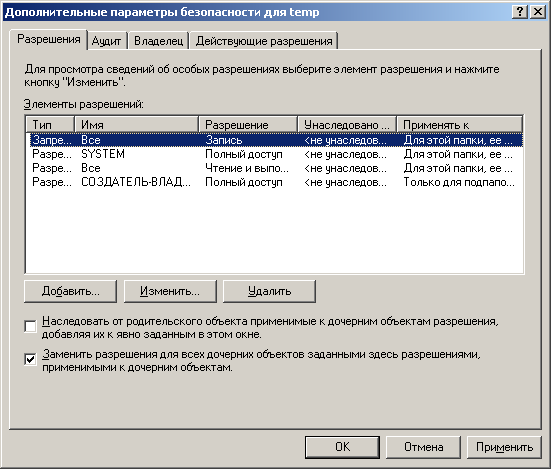 Дополнительные параметры безопасности для temp
Разрешения Аудит Владелец Действующие разрешения
Для просмотра сведений об особых разрешениях выберите элемент разрешения и нажмите
кнопку "Изменить".
Элементы разрешений:
Тип Имя Разрешение Унаследовано ... Применять к
Запре... Все Запись <не унаследов... Для этой папки, ее ...
Разре... SYSTEM Полный доступ <не унаследов... Для этой папки, ее ...
Разре... Все Чтение и выпо... <не унаследов... Для этой папки, ее ...
Разре... СОЗДАТЕЛЬ-ВЛАД... Полный доступ <не унаследов... Только для подпапо...
Добавить... Изменить... Удалить
Наследовать от родительского объекта применимые к дочерним объектам разрешения,
добавляя их к явно заданным в этом окне.
Заменить разрешения для всех дочерних объектов заданными здесь разрешениями,
применимыми к дочерним объектам.
OK Отмена Применить